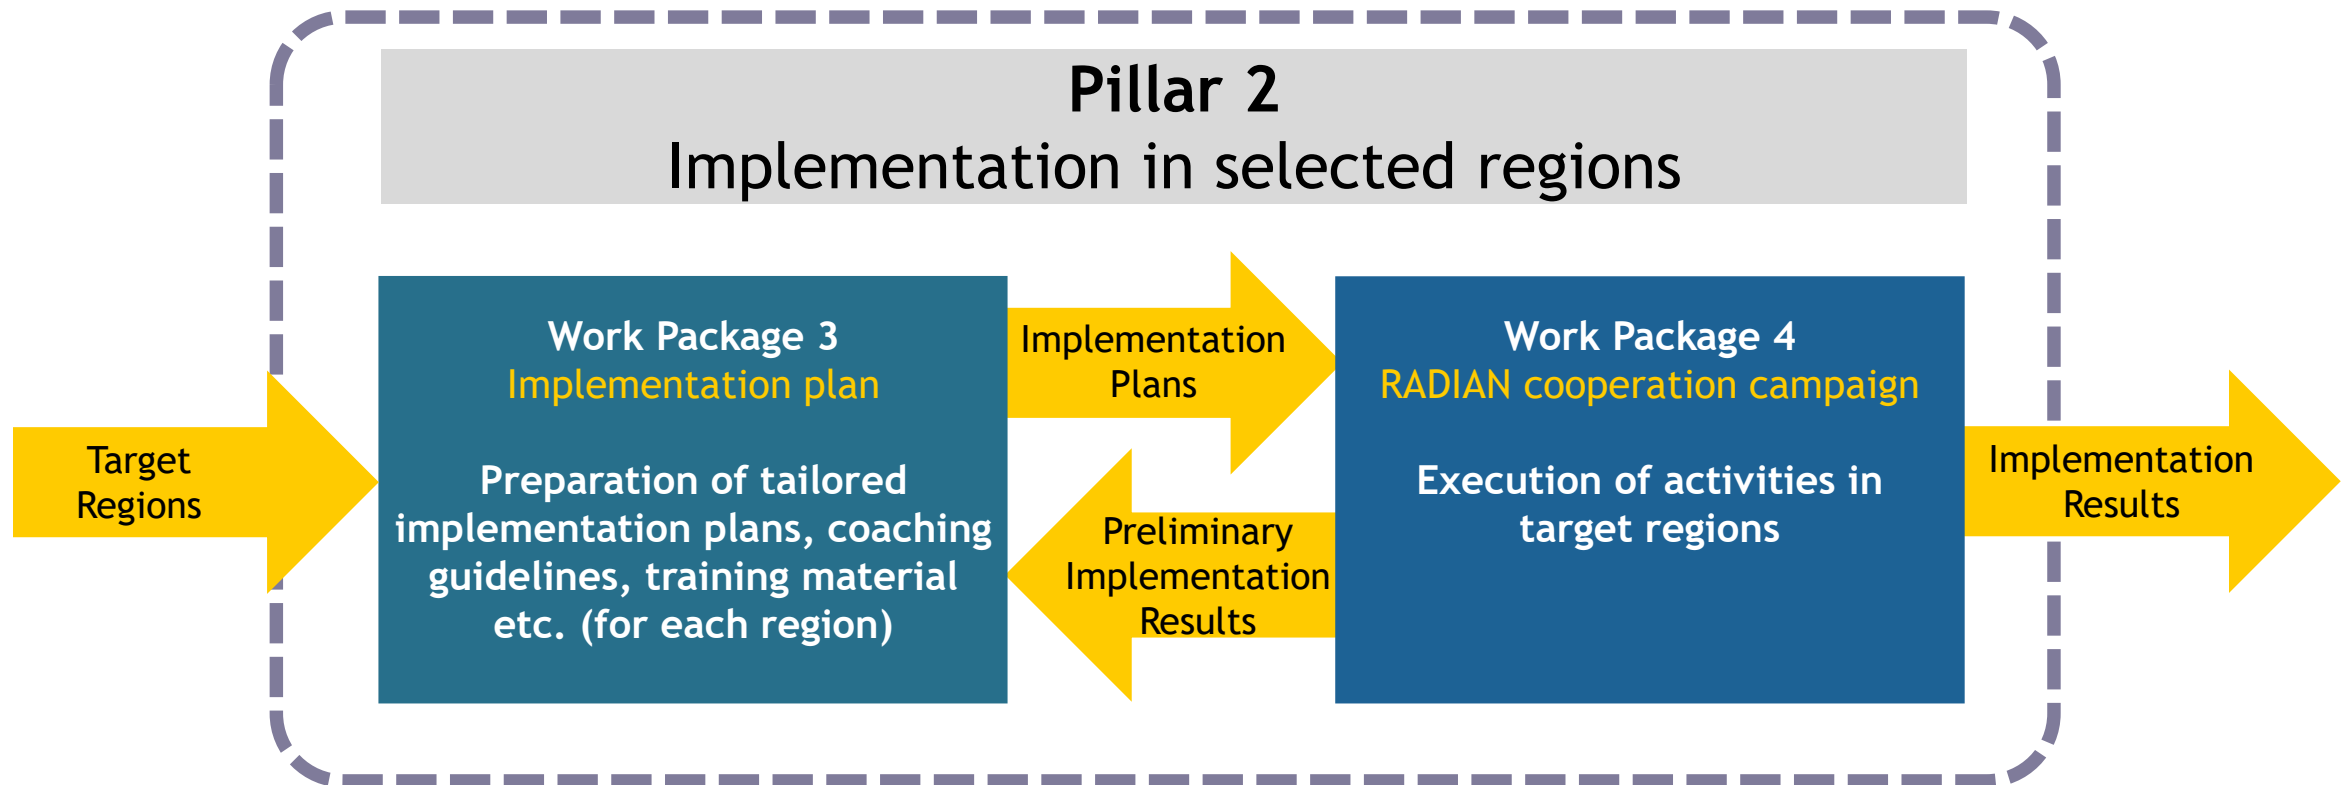 Pillar 2
Implementation in selected regions
Target
Regions
Work Package 3
Implementation plan
Preparation of tailored
implementation plans, coaching
guidelines, training material
etc. (for each region)
Implementation
Plans
Preliminary
Implementation
Results
Work Package 4
RADIAN cooperation campaign
Execution of activities in
target regions
Implementation
Results